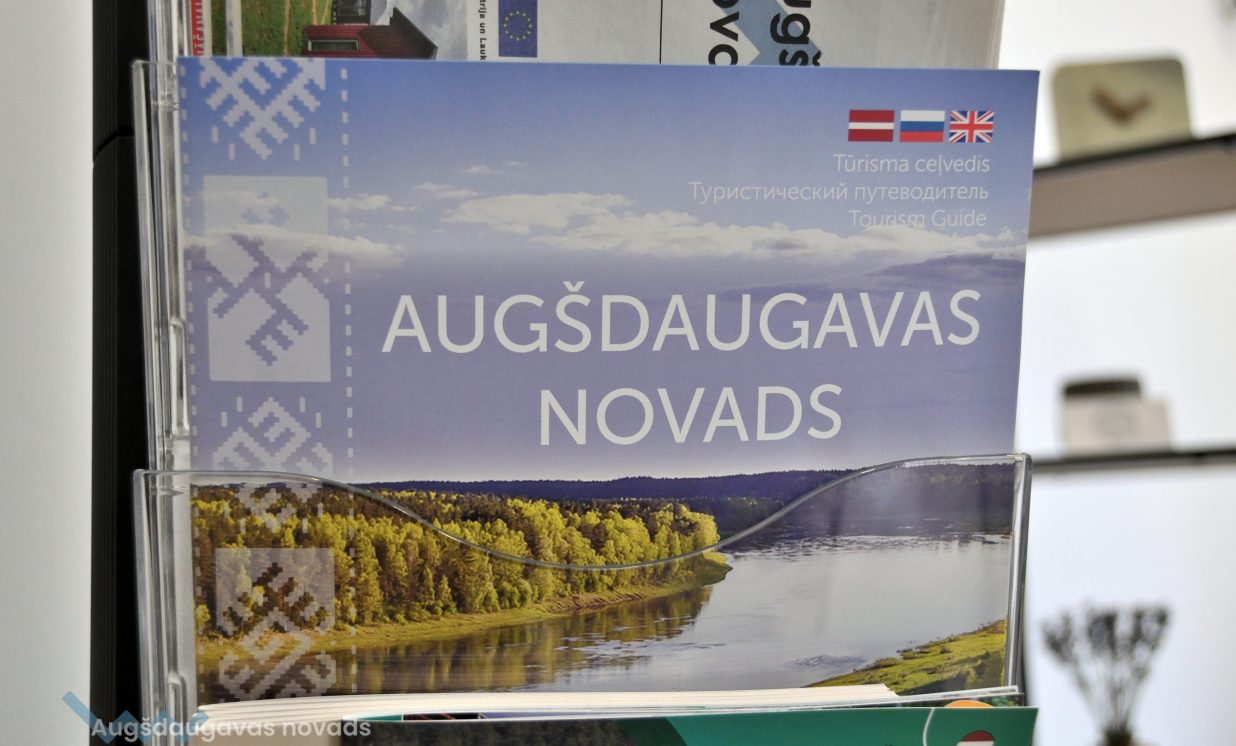 Tūrisma ceļvedis
Туристический путеводитель
Tourism Guide
AUGŠDAUGAVAS
NOVADS
Augšdaugavas novads